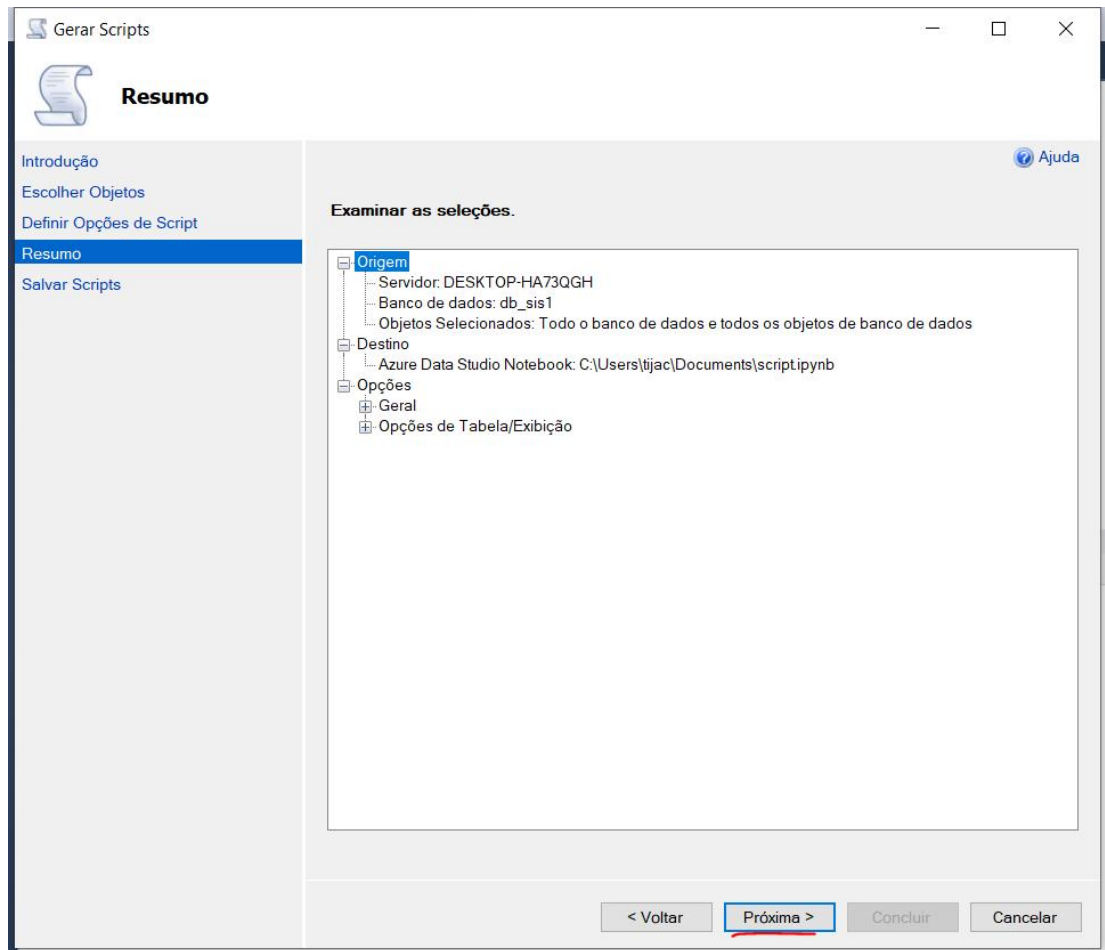 Gerar Scripts
Resumo
Introdução
Escolher Objetos
Definir Opções de Script
Resumo
Salvar Scripts
Ajuda
Examinar as seleções.
Origem
Servidor: DESKTOP-HA73QGH
Banco de dados: db_sis1
Objetos Selecionados: Todo o banco de dados e todos os objetos de banco de dados
Destino
Azure Data Studio Notebook: C:\Users\tijac\Documents\script.ipynb
Opções
Geral
Opções de Tabela/Exibição
< Voltar
Próxima >
Concluir
Cancelar